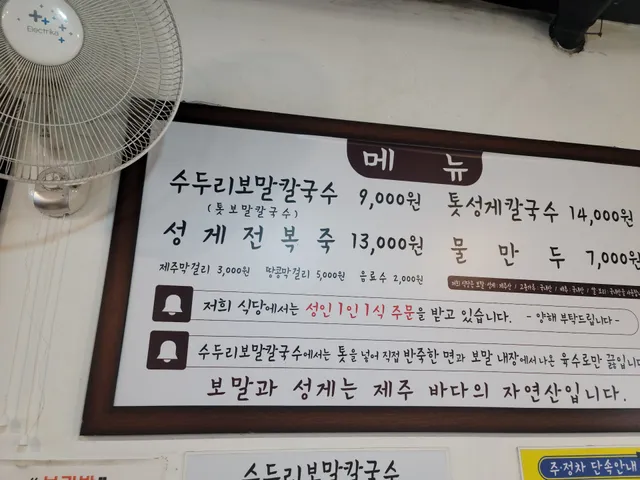 Electrika
메 뉴
수두리보말칼국수 9,000원 톳성게칼국수 14,000원
(톳보말칼국수)
성게전복죽 13,000원 물만두 7,000원
제주막걸리 3,000원 땅콩막걸리 5,000원 음료수 2,000원
저희 식당에서는 성인 1인 1식 주문을 받고 있습니다. - 양해 부탁드립니다 -
수두리보말칼국수에서는 톳을 넣어 직접 반죽한 면과 보말 내장에서 나온 육수로만 끓입니다
보말과 성게는 제주 바다의 자연산입니다.
수두리보말칼국수
주·정차 단속안내